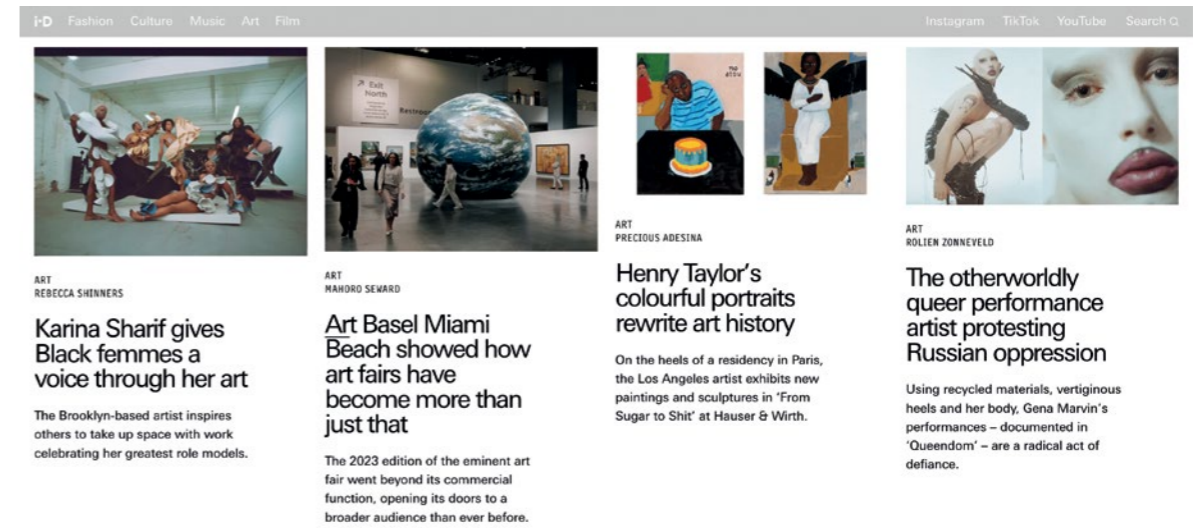 i-D Fashion Culture Music Art Film
Instagram TikTok YouTube Search
Exit
North
Restroo
ART
REBECCA SHINNERS
Karina Sharif gives
Black femmes a
voice through her art
The Brooklyn-based artist inspires
others to take up space with work
celebrating her greatest role models.
ART
MAHORO SEWARD
Art Basel Miami
Beach showed how
art fairs have
become more than
just that
The 2023 edition of the eminent art
fair went beyond its commercial
function, opening its doors to a
broader audience than ever before.
ART
PRECIOUS ADESINA
Henry Taylor's
colourful portraits
rewrite art history
On the heels of a residency in Paris,
the Los Angeles artist exhibits new
paintings and sculptures in 'From
Sugar to Shit' at Hauser & Wirth.
ART
ROLIEN ZONNEVELD
The otherworldly
queer performance
artist protesting
Russian oppression
Using recycled materials, vertiginous
heels and her body, Gena Marvin's
performances – documented in
'Queendom' – are a radical act of
defiance.